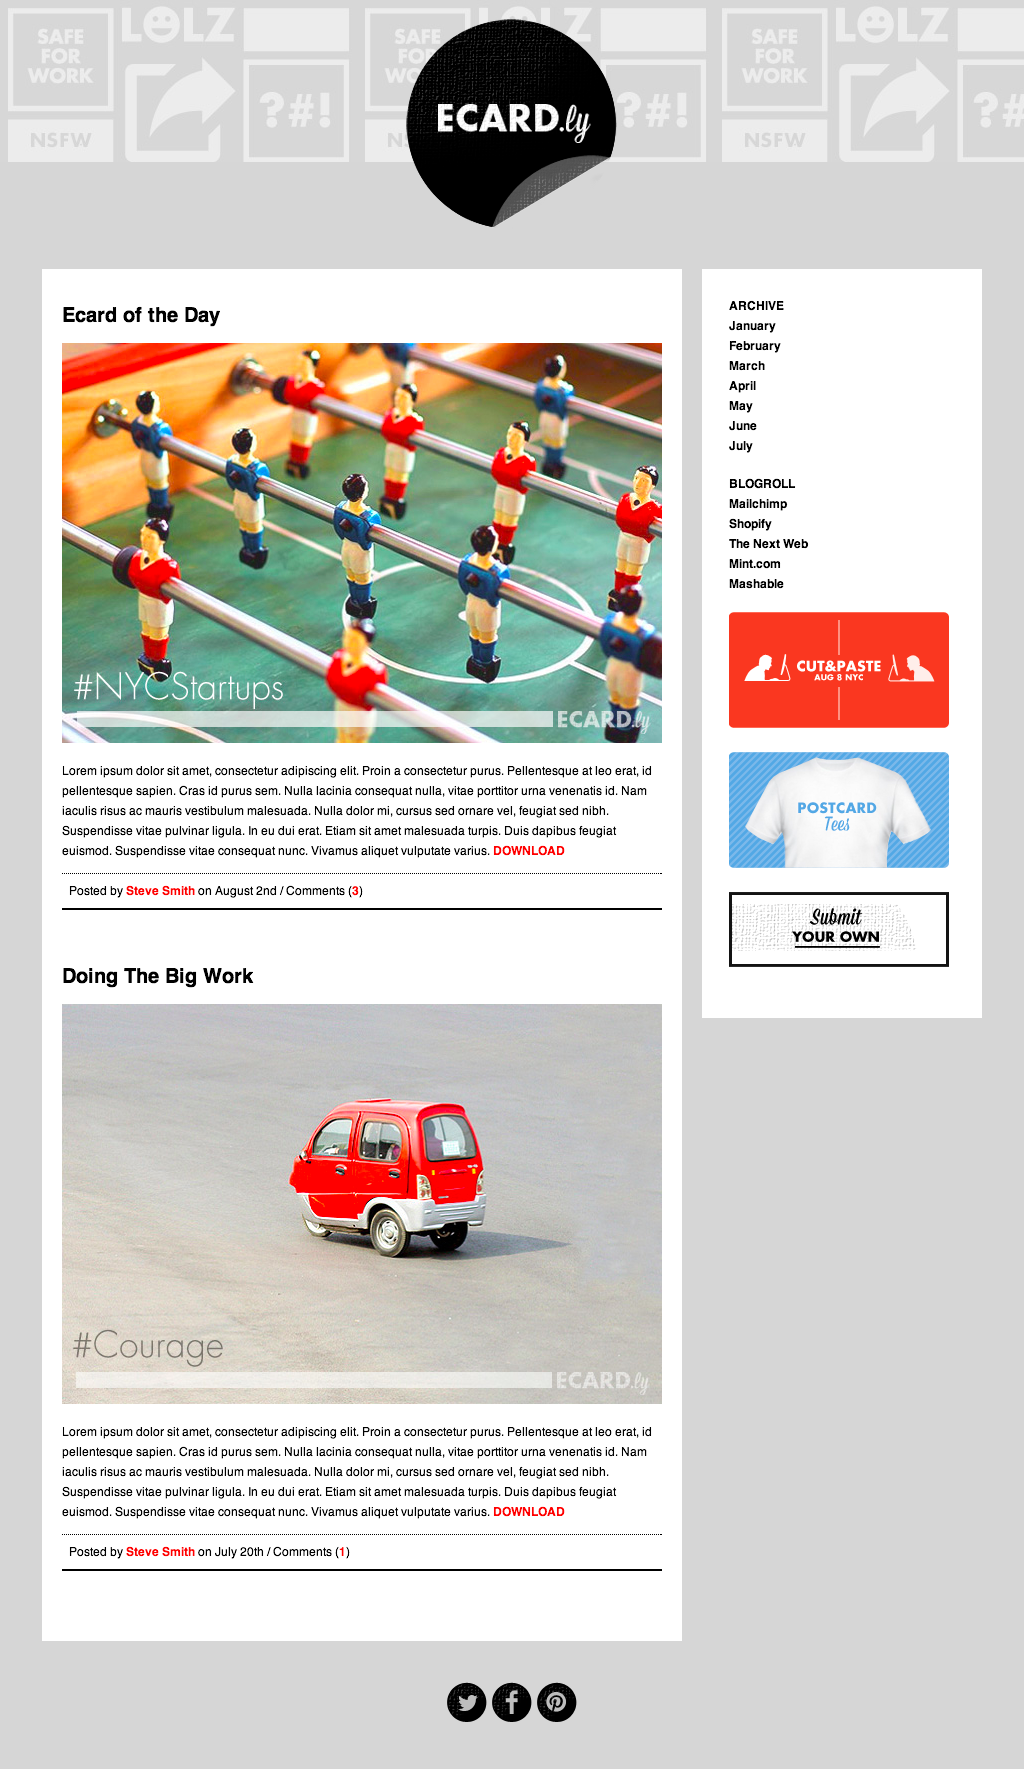 SAFE
FOR
WORK
NSFW
LOLZ
?#!
SAFE
FOR
WORK
?#!
SAFE
FOR
WORK
NSFW
LOLZ
ECARD.ly
Ecard of the Day
#NYCStartups
ECARD.ly
Lorem ipsum dolor sit amet, consectetur adipiscing elit. Proin a consectetur purus. Pellentesque at leo erat, id
pellentesque sapien. Cras id purus sem. Nulla lacinia consequat nulla, vitae porttitor urna venenatis id. Nam
iaculis risus ac mauris vestibulum malesuada. Nulla dolor mi, cursus sed ornare vel, feugiat sed nibh.
Suspendisse vitae pulvinar ligula. In eu dui erat. Etiam sit amet malesuada turpis. Duis dapibus feugiat
euismod. Suspendisse vitae consequat nunc. Vivamus aliquet vulputate varius. DOWNLOAD
Posted by Steve Smith on August 2nd / Comments (3)
Doing The Big Work
#Courage
ECARD.ly
Lorem ipsum dolor sit amet, consectetur adipiscing elit. Proin a consectetur purus. Pellentesque at leo erat, id
pellentesque sapien. Cras id purus sem. Nulla lacinia consequat nulla, vitae porttitor urna venenatis id. Nam
iaculis risus ac mauris vestibulum malesuada. Nulla dolor mi, cursus sed ornare vel, feugiat sed nibh.
Suspendisse vitae pulvinar ligula. In eu dui erat. Etiam sit amet malesuada turpis. Duis dapibus feugiat
euismod. Suspendisse vitae consequat nunc. Vivamus aliquet vulputate varius. DOWNLOAD
Posted by Steve Smith on July 20th / Comments (1)
ARCHIVE
January
February
March
April
May
June
July
BLOGROLL
Mailchimp
Shopify
The Next Web
Mint.com
Mashable
CUT&PASTE
AUG 8 NYC
POSTCARD
Tees
Submit
YOUR OWN